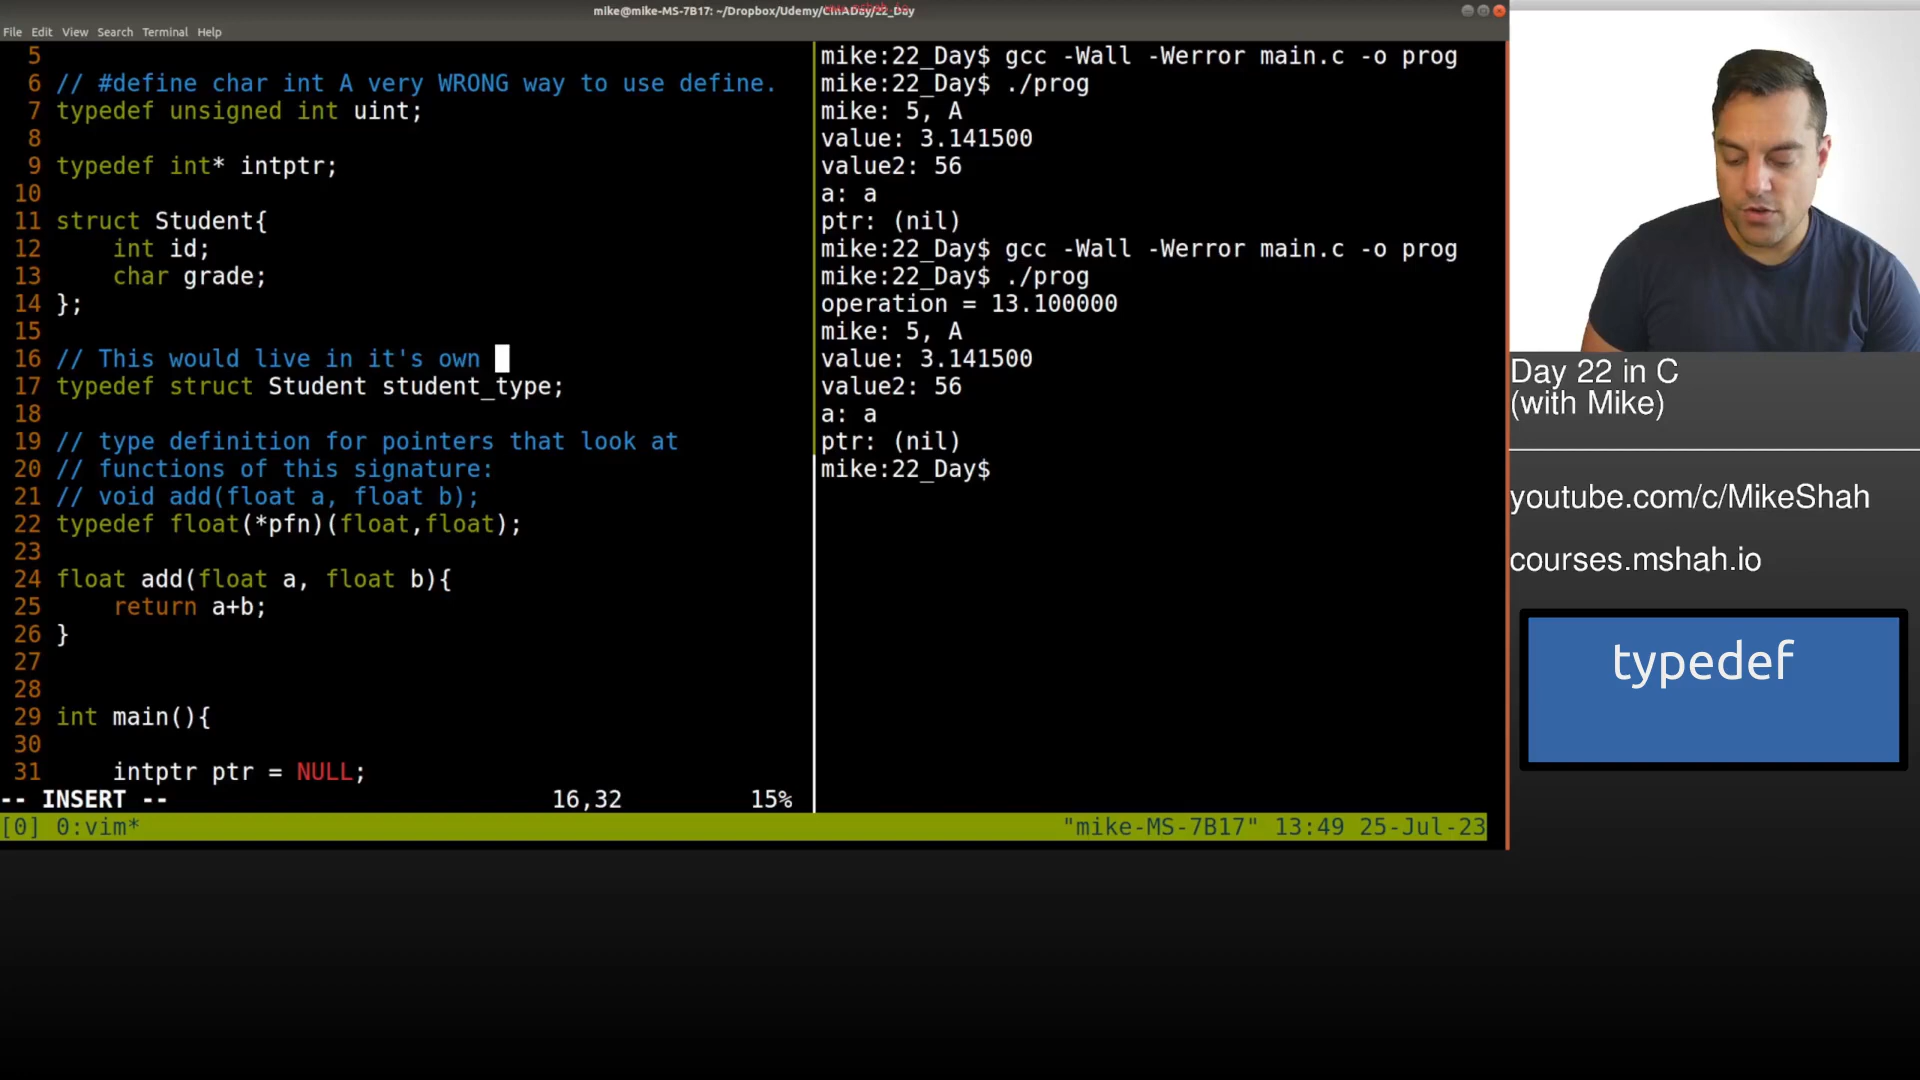 mike@mike-MS-7B17: ~/Dropbox/Udemy/CInADay/22_Day
File Edit View Search Terminal Help
5
6 // #define char int A very WRONG way to use define.
7 typedef unsigned int uint;
8
9 typedef int* intptr;
10
11 struct Student{
12 int id;
13 char grade;
14 };
15
16 // This would live in it's own
17 typedef struct Student student_type;
18
19 // type definition for pointers that look at
20 // functions of this signature:
21 // void add(float a, float b);
22 typedef float(*pfn)(float,float);
23
24 float add(float a, float b){
25 return a+b;
26 }
27
28
29 int main(){
30
31 intptr ptr = NULL;
-- INSERT -- 16,32 15%
mike:22_Day$ gcc -Wall -Werror main.c -o prog
mike:22_Day$ ./prog
mike: 5, A
value: 3.141500
value2: 56
a: a
ptr: (nil)
mike:22_Day$ gcc -Wall -Werror main.c -o prog
mike:22_Day$ ./prog
operation = 13.100000
mike: 5, A
value: 3.141500
value2: 56
a: a
ptr: (nil)
mike:22_Day$
[0] 0:vim* "mike-MS-7B17" 13:49 25-Jul-23
Day 22 in C
(with Mike)
youtube.com/c/MikeShah
courses.mshah.io
typedef